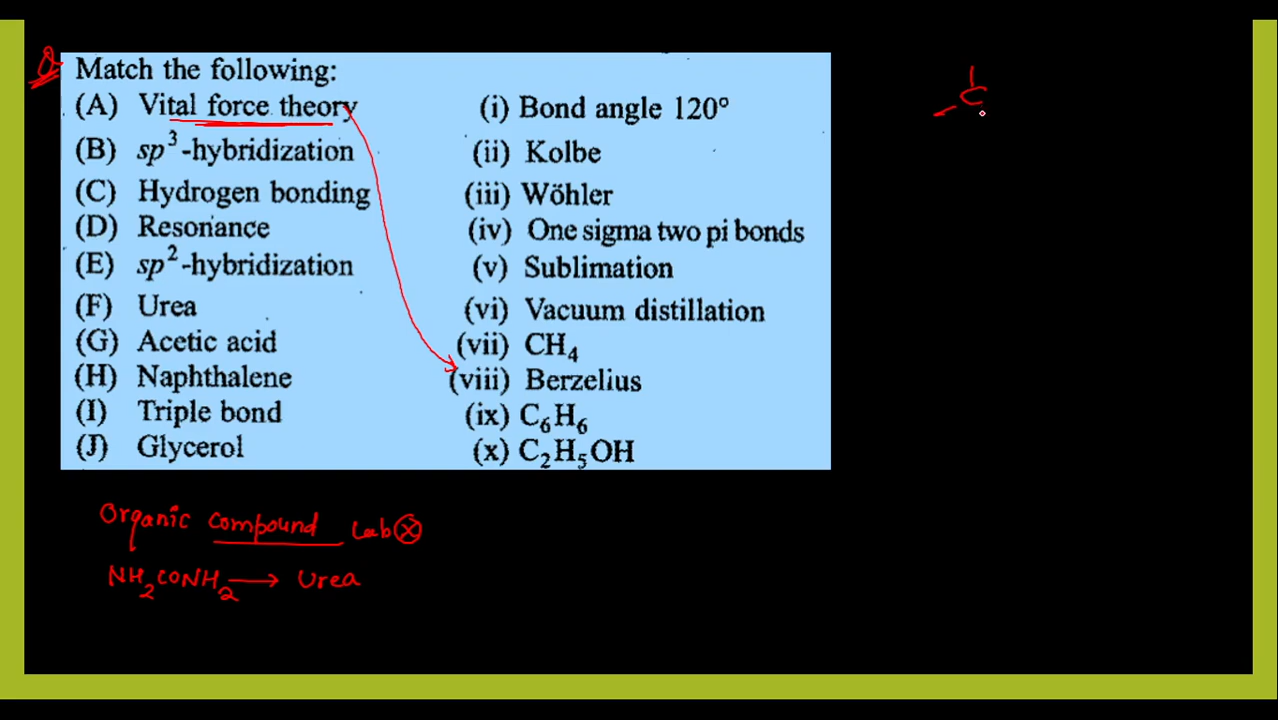 Q Match the following:
(A) Vital force theory (i) Bond angle 120°
(B) sp³-hybridization (ii) Kolbe
(C) Hydrogen bonding (iii) Wöhler
(D) Resonance (iv) One sigma two pi bonds
(E) sp²-hybridization (v) Sublimation
(F) Urea (vi) Vacuum distillation
(G) Acetic acid (vii) CH₄
(H) Naphthalene (viii) Berzelius
(I) Triple bond (ix) C₆H₆
(J) Glycerol (x) C₂H₅OH
Organic compound Lab ⊗
NH₂CONH₂ → Urea
C